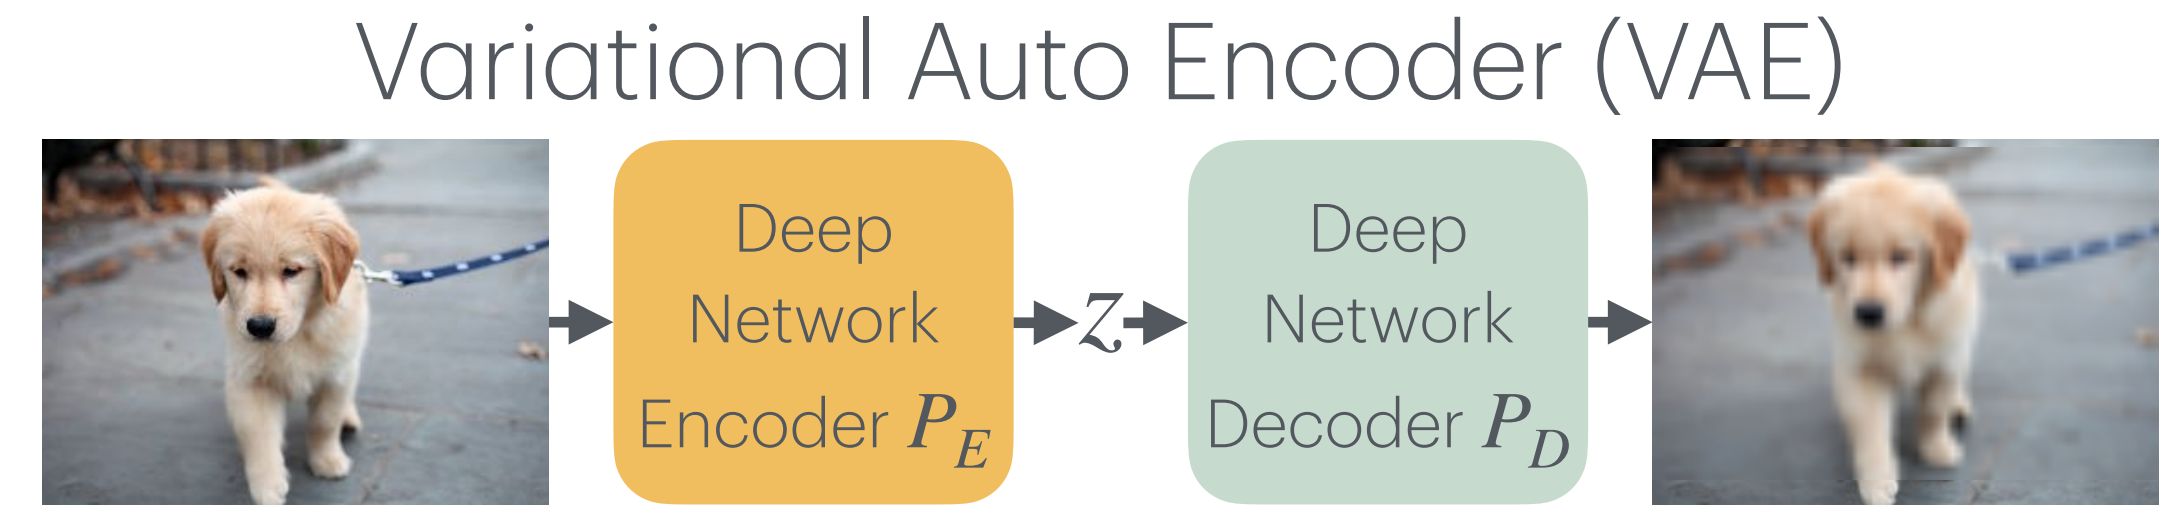 Variational Auto Encoder (VAE)
Deep
Network
Encoder P_E
z
Deep
Network
Decoder P_D